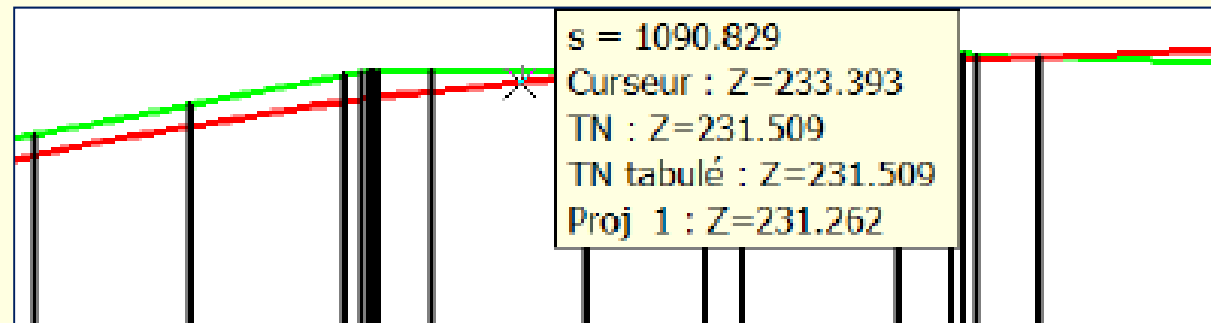 s = 1090.829
Curseur : Z=233.393
TN : Z=231.509
TN tabulé : Z=231.509
Proj 1 : Z=231.262